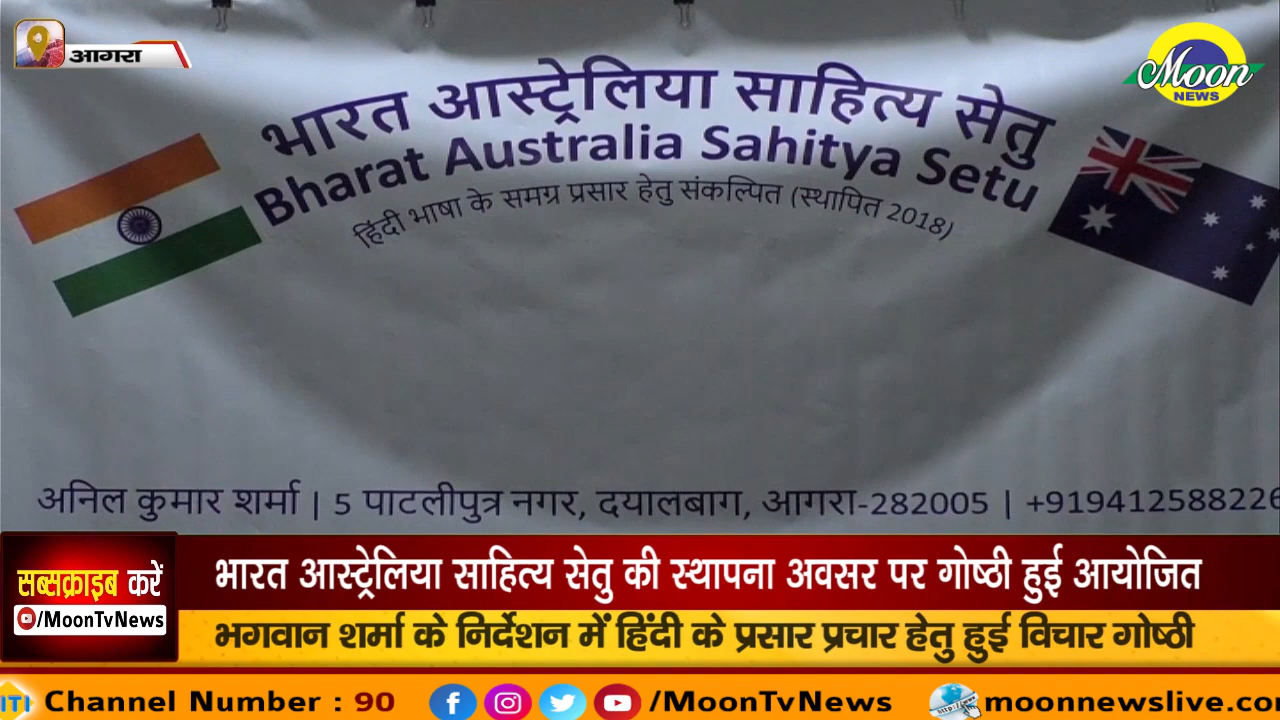 आगरा
Moon
NEWS
भारत आस्ट्रेलिया साहित्य सेतु
Bharat Australia Sahitya Setu
हिंदी भाषा के समग्र प्रसार हेतु संकल्पित (स्थापित 2018)
अनिल कुमार शर्मा | 5 पाटलीपुत्र नगर, दयालबाग, आगरा-282005 | +919412588226
सब्सक्राइब करें
/MoonTvNews
भारत आस्ट्रेलिया साहित्य सेतु की स्थापना अवसर पर गोष्ठी हुई आयोजित
भगवान शर्मा के निर्देशन में हिंदी के प्रसार प्रचार हेतु हुई विचार गोष्ठी
ITI Channel Number : 90 /MoonTvNews moonnewslive.co